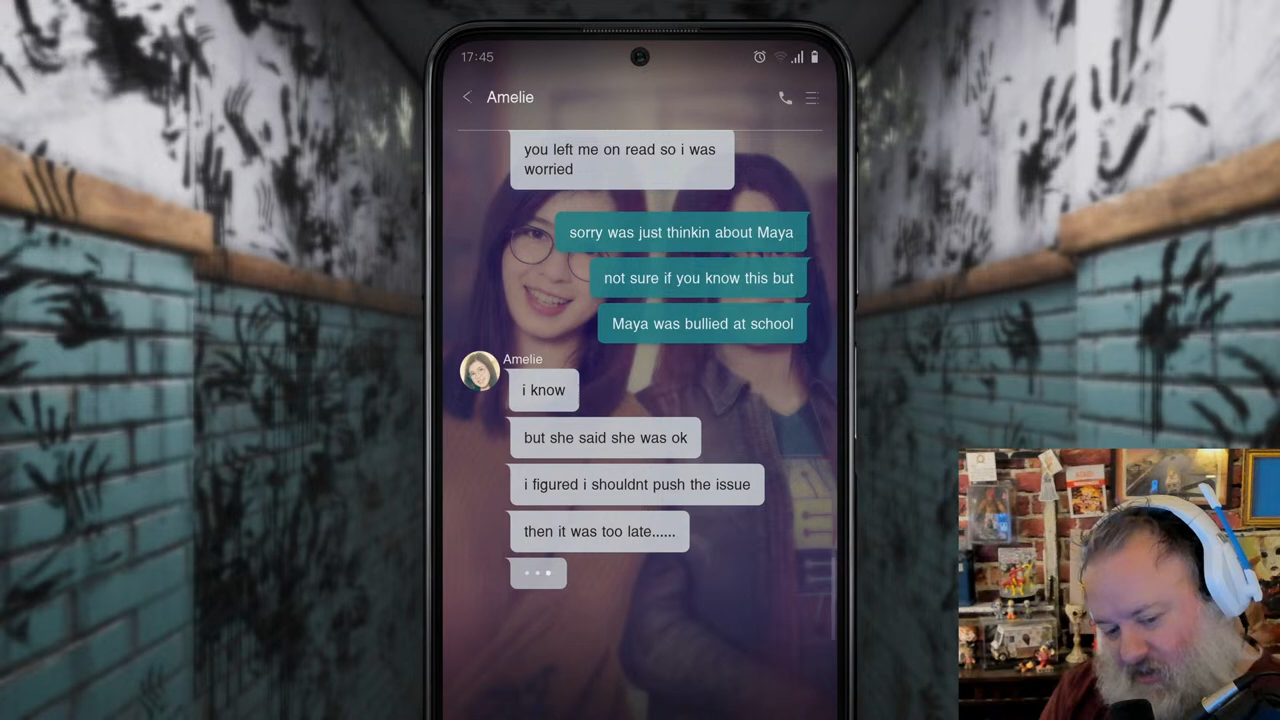 17:45
Amelie
you left me on read so i was
worried
sorry was just thinkin about Maya
not sure if you know this but
Maya was bullied at school
Amelie
i know
but she said she was ok
i figured i shouldnt push the issue
then it was too late......